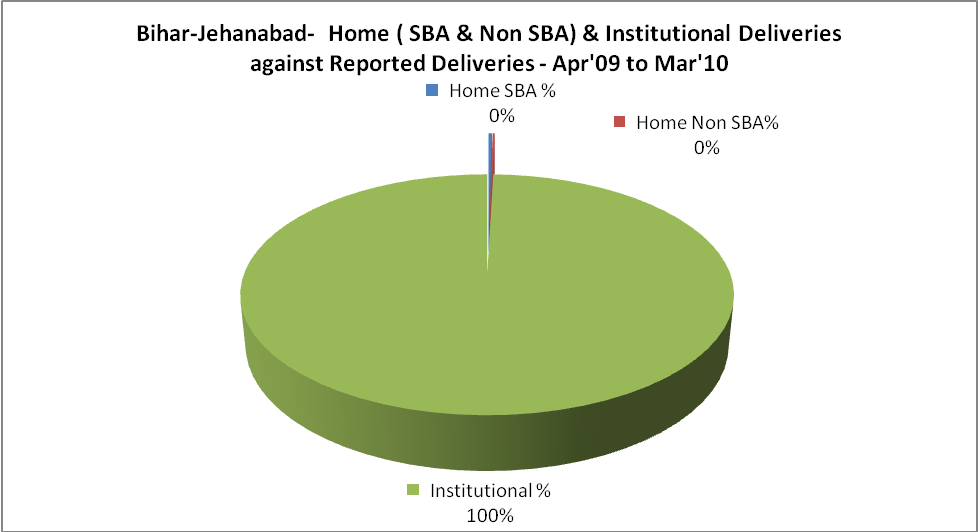 Bihar-Jehanabad-  Home ( SBA & Non SBA) & Institutional Deliveries
against Reported Deliveries - Apr'09 to Mar'10
Home SBA %
0%
Home Non SBA%
0%
Institutional %
100%